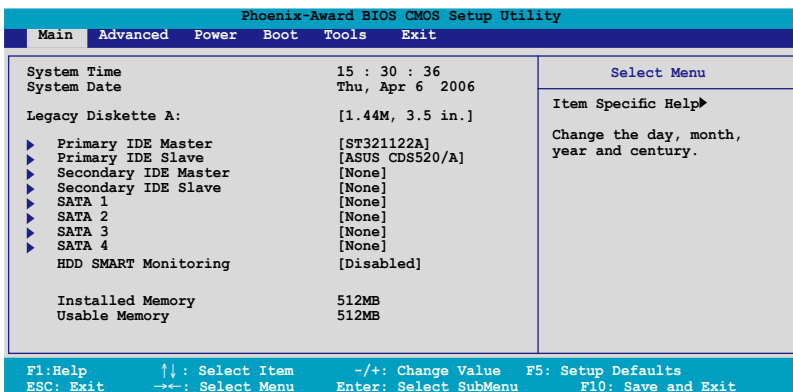 Phoenix-Award BIOS CMOS Setup Utility
Main Advanced Power Boot Tools Exit
System Time 15 : 30 : 36
System Date Thu, Apr 6 2006
Legacy Diskette A: [1.44M, 3.5 in.]
Primary IDE Master [ST321122A]
Primary IDE Slave [ASUS CDS520/A]
Secondary IDE Master [None]
Secondary IDE Slave [None]
SATA 1 [None]
SATA 2 [None]
SATA 3 [None]
SATA 4 [None]
HDD SMART Monitoring [Disabled]
Installed Memory 512MB
Usable Memory 512MB
Select Menu
Item Specific Help
Change the day, month,
year and century.
F1:Help ↑↓: Select Item -/+: Change Value F5: Setup Defaults
ESC: Exit →←: Select Menu Enter: Select SubMenu F10: Save and Exit